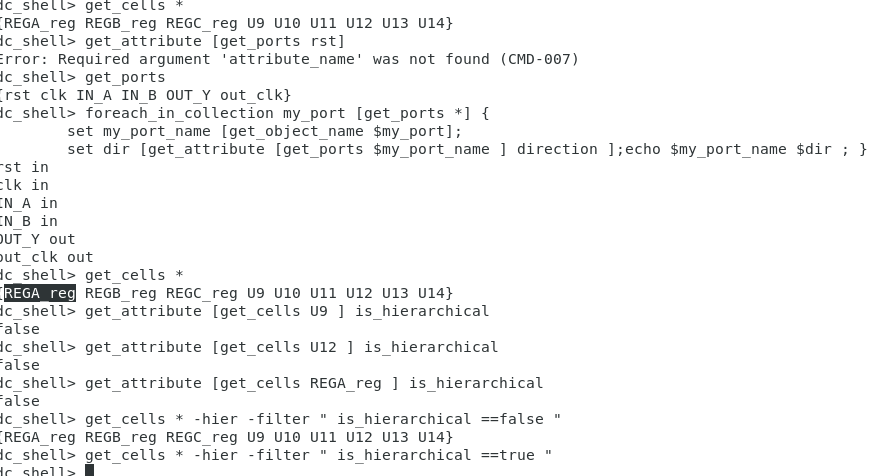 dc_shell> get_cells *
{REGA_reg REGB_reg REGC_reg U9 U10 U11 U12 U13 U14}
dc_shell> get_attribute [get_ports rst]
Error: Required argument 'attribute_name' was not found (CMD-007)
dc_shell> get_ports
{rst clk IN_A IN_B OUT_Y out_clk}
dc_shell> foreach_in_collection my_port [get_ports *] {
        set my_port_name [get_object_name $my_port];
        set dir [get_attribute [get_ports $my_port_name ] direction ];echo $my_port_name $dir ; }
rst in
clk in
IN_A in
IN_B in
OUT_Y out
out_clk out
dc_shell> get_cells *
{REGA_reg REGB_reg REGC_reg U9 U10 U11 U12 U13 U14}
dc_shell> get_attribute [get_cells U9 ] is_hierarchical
false
dc_shell> get_attribute [get_cells U12 ] is_hierarchical
false
dc_shell> get_attribute [get_cells REGA_reg ] is_hierarchical
false
dc_shell> get_cells * -hier -filter " is_hierarchical ==false "
{REGA_reg REGB_reg REGC_reg U9 U10 U11 U12 U13 U14}
dc_shell> get_cells * -hier -filter " is_hierarchical ==true "
dc_shell>